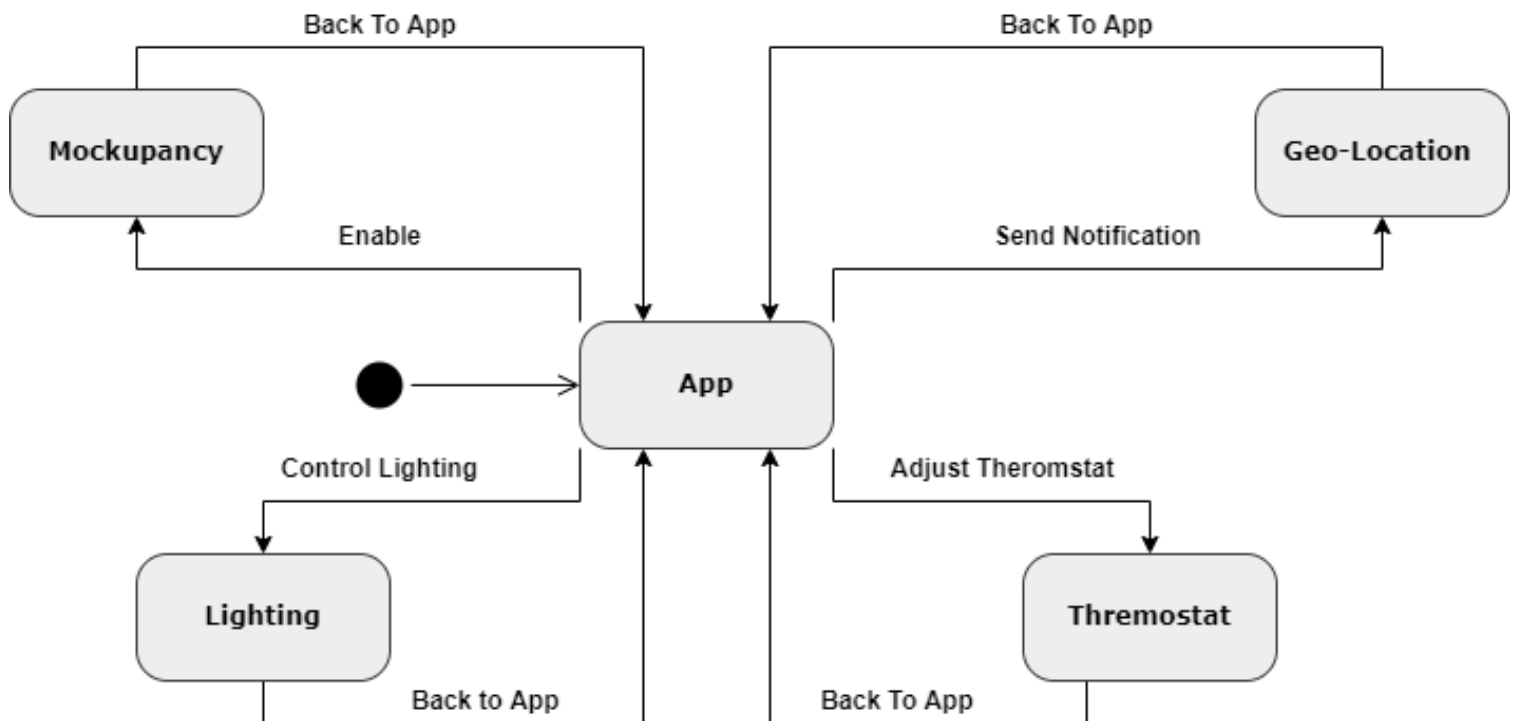 Back To App
Back To App
Mockupancy
Geo-Location
Enable
Send Notification
App
Control Lighting
Adjust Theromstat
Lighting
Thremostat
Back to App
Back To App